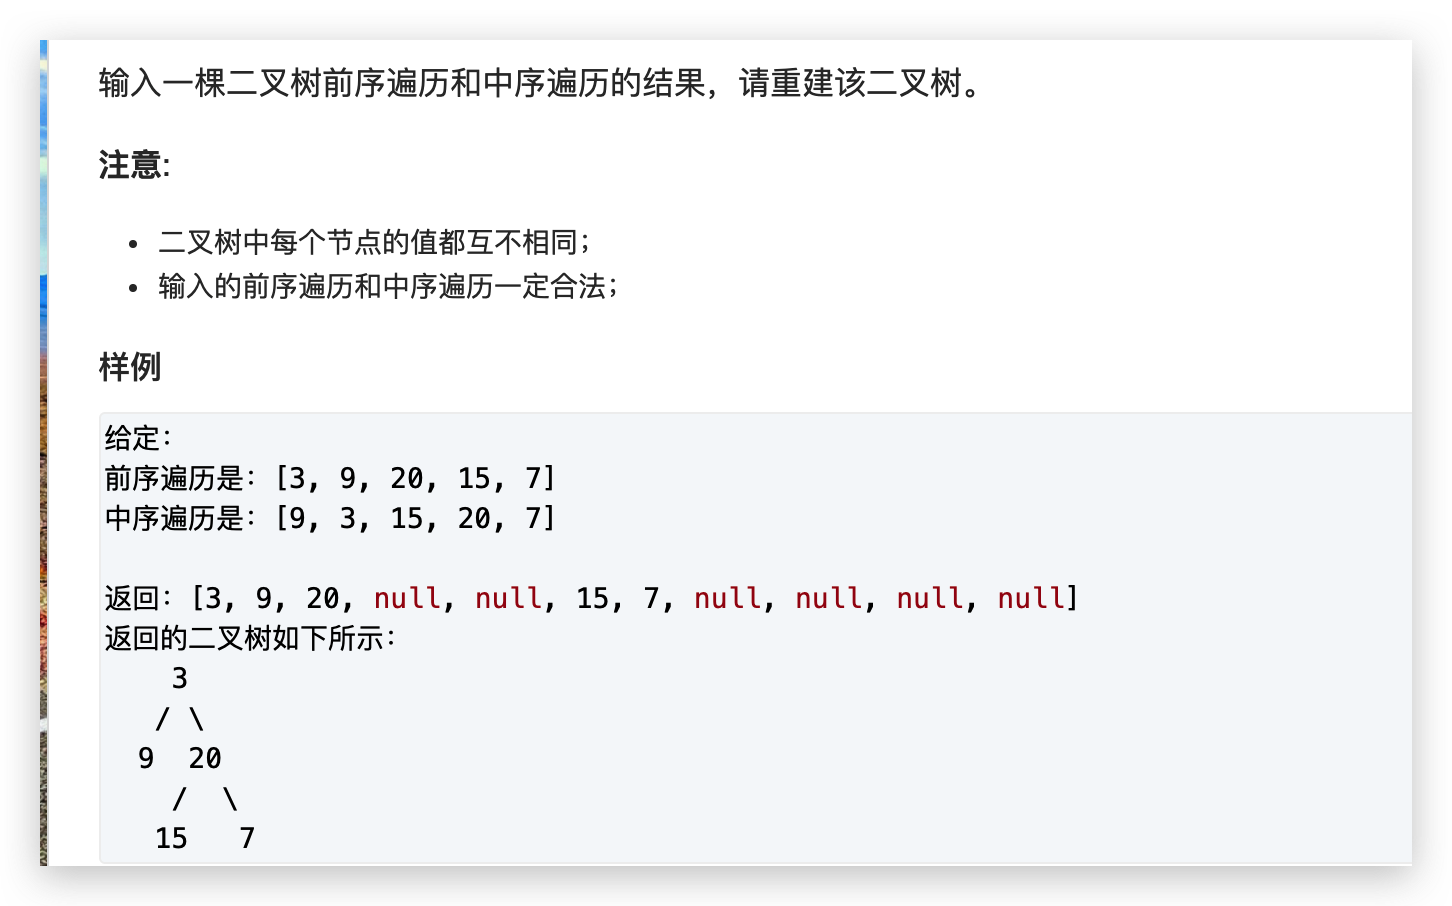 输入一棵二叉树前序遍历和中序遍历的结果，请重建该二叉树。
注意:
• 二叉树中每个节点的值都互不相同；
• 输入的前序遍历和中序遍历一定合法；
样例
给定：
前序遍历是：[3, 9, 20, 15, 7]
中序遍历是：[9, 3, 15, 20, 7]
返回：[3, 9, 20, null, null, 15, 7, null, null, null, null]
返回的二叉树如下所示：
    3
   / \
  9  20
    /  \
   15   7